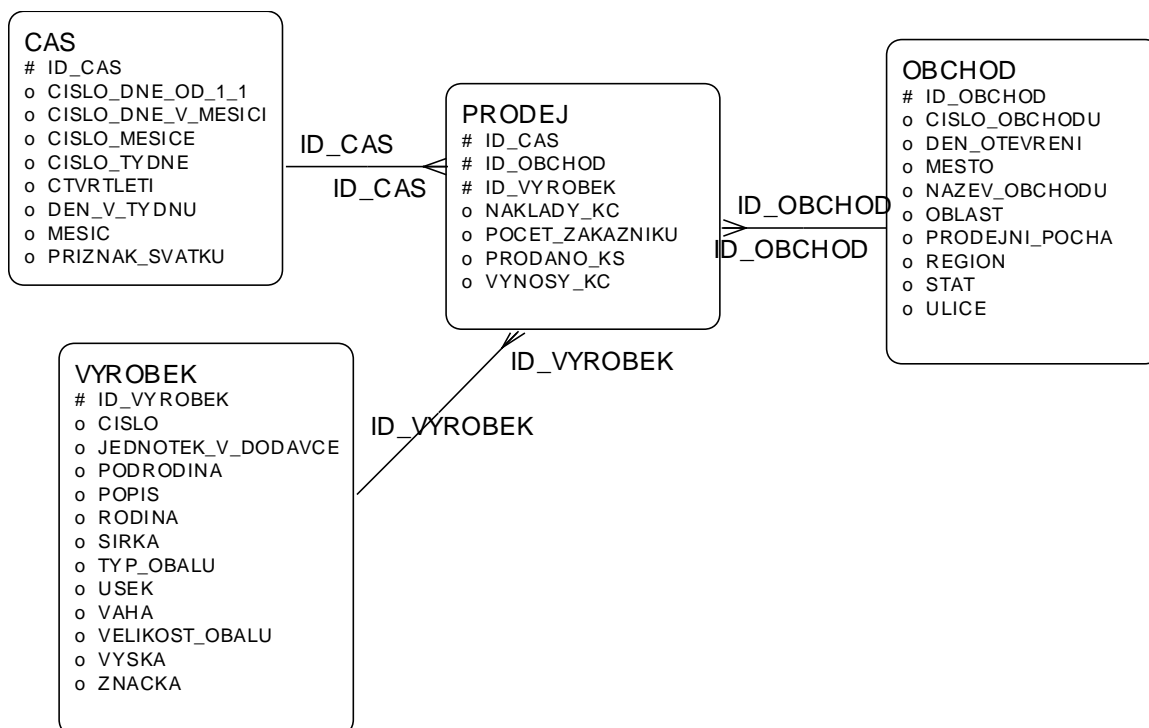 CAS
# ID_CAS
o CISLO_DNE_OD_1_1
o CISLO_DNE_V_MESICI
o CISLO_MESICE
o CISLO_TYDNE
o CTVRTLETI
o DEN_V_TYDNU
o MESIC
o PRIZNAK_SVATKU
ID_CAS
ID_CAS
PRODEJ
# ID_CAS
# ID_OBCHOD
# ID_VYROBEK
o NAKLADY_KC
o POCET_ZAKAZNIKU
o PRODANO_KS
o VYNOSY_KC
ID_OBCHOD
ID_OBCHOD
OBCHOD
# ID_OBCHOD
o CISLO_OBCHODU
o DEN_OTEVRENI
o MESTO
o NAZEV_OBCHODU
o OBLAST
o PRODEJNI_POCHA
o REGION
o STAT
o ULICE
ID_VYROBEK
ID_VYROBEK
VYROBEK
# ID_VYROBEK
o CISLO
o JEDNOTEK_V_DODAVCE
o PODRODINA
o POPIS
o RODINA
o SIRKA
o TYP_OBALU
o USEK
o VAHA
o VELIKOST_OBALU
o VYSKA
o ZNACKA